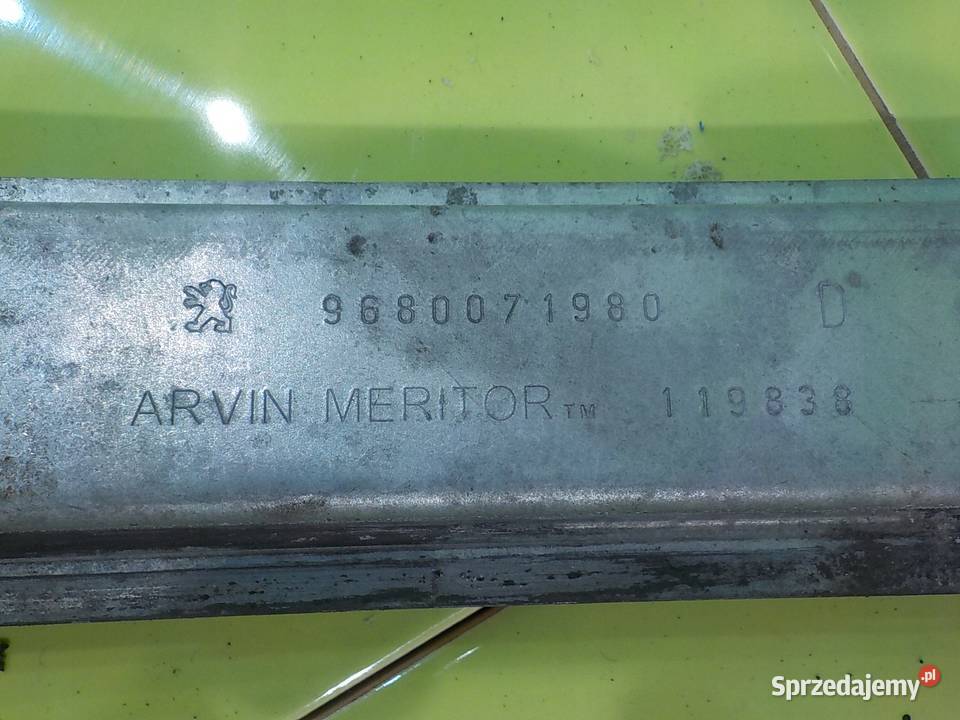 9680071980 D
ARVIN MERITOR™ 119838
Sprzedajemy.pl